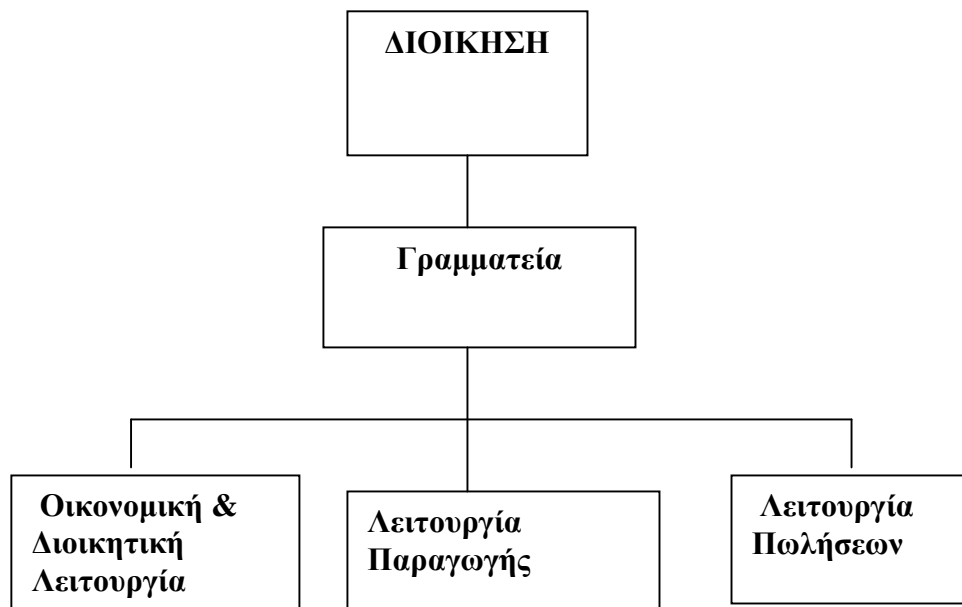 ΔΙΟΙΚΗΣΗ
Γραμματεία
Οικονομική &
Διοικητική
Λειτουργία
Λειτουργία
Παραγωγής
Λειτουργία
Πωλήσεων